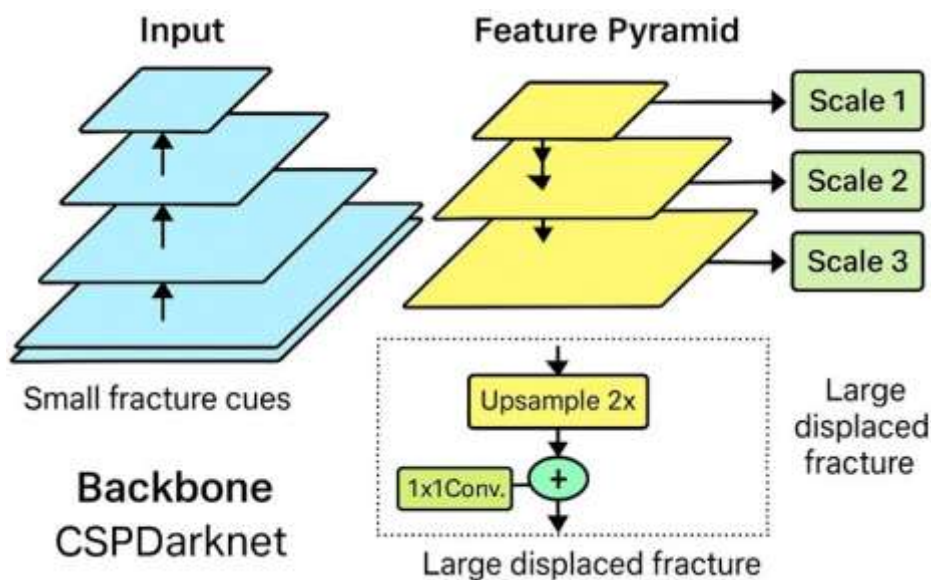 Input
Feature Pyramid
Scale 1
Scale 2
Scale 3
Small fracture cues
Upsample 2x
+
1x1Conv.
Large
displaced
fracture
Backbone
CSPDarknet
Large displaced fracture